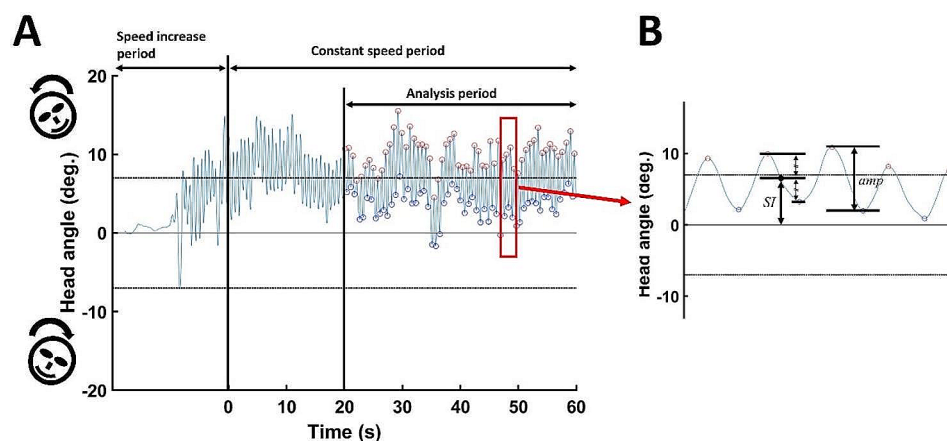 A
B
Speed increase
period
Constant speed period
Analysis period
20
10
0
-10
-20
Head angle (deg.)
0
10
20
30
40
50
60
Time (s)
10
0
-10
Head angle (deg.)
SI
amp